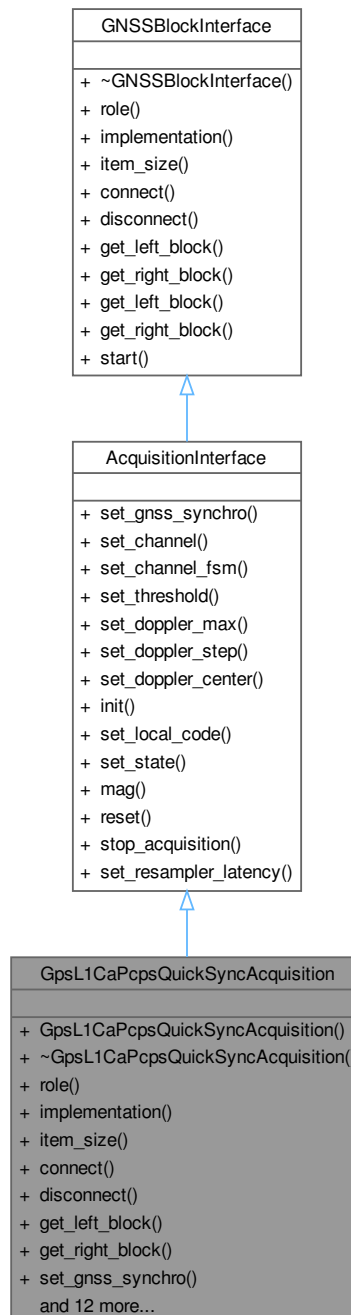 GNSSBlockInterface
+ ~GNSSBlockInterface()
+ role()
+ implementation()
+ item_size()
+ connect()
+ disconnect()
+ get_left_block()
+ get_right_block()
+ get_left_block()
+ get_right_block()
+ start()
AcquisitionInterface
+ set_gnss_synchro()
+ set_channel()
+ set_channel_fsm()
+ set_threshold()
+ set_doppler_max()
+ set_doppler_step()
+ set_doppler_center()
+ init()
+ set_local_code()
+ set_state()
+ mag()
+ reset()
+ stop_acquisition()
+ set_resampler_latency()
GpsL1CaPcpsQuickSyncAcquisition
+ GpsL1CaPcpsQuickSyncAcquisition()
+ ~GpsL1CaPcpsQuickSyncAcquisition(
+ role()
+ implementation()
+ item_size()
+ connect()
+ disconnect()
+ get_left_block()
+ get_right_block()
+ set_gnss_synchro()
and 12 more...